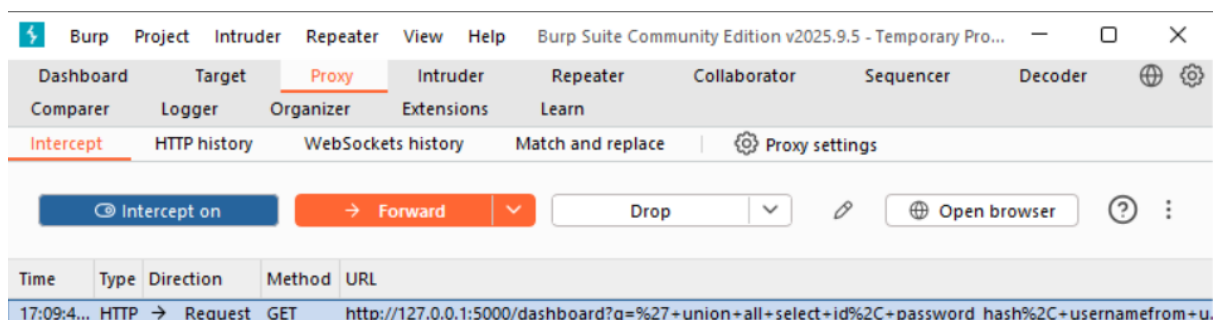 Burp Project Intruder Repeater View Help Burp Suite Community Edition v2025.9.5 - Temporary Pro...
Dashboard Target Proxy Intruder Repeater Collaborator Sequencer Decoder
Comparer Logger Organizer Extensions Learn
Intercept HTTP history WebSockets history Match and replace Proxy settings
Intercept on Forward Drop Open browser
Time Type Direction Method URL
17:09:4... HTTP → Request GET http://127.0.0.1:5000/dashboard?q=%27+union+all+select+id%2C+password_hash%2C+usernamefrom+u.